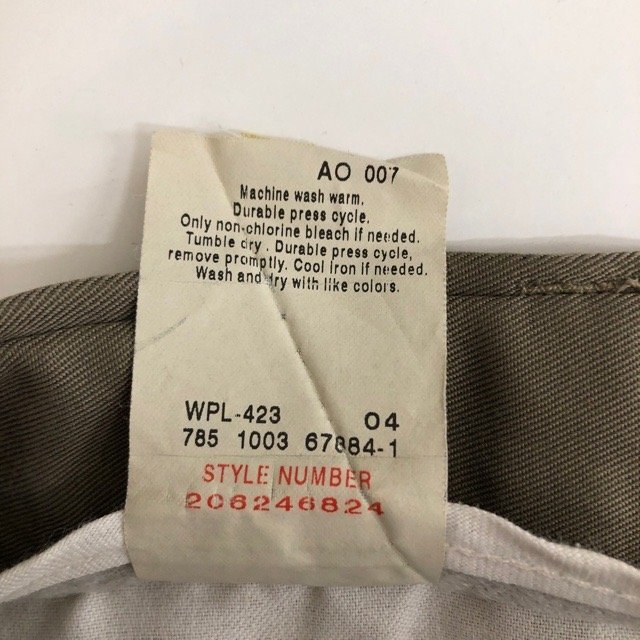 AO 007
Machine wash warm.
Durable press cycle.
Only non-chlorine bleach if needed.
Tumble dry . Durable press cycle,
remove promptly. Cool Iron if needed.
Wash and dry with like colors.
WPL-423 04
785 1003 67884-1
STYLE NUMBER
206246824